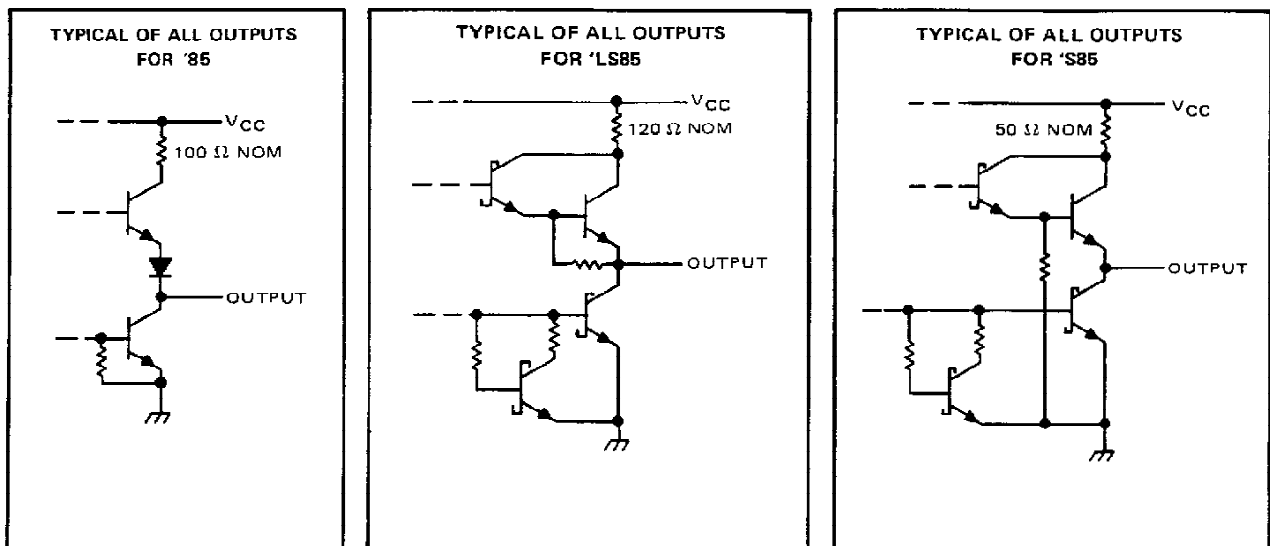 TYPICAL OF ALL OUTPUTS
FOR '85
VCC
100 Ω NOM
OUTPUT
TYPICAL OF ALL OUTPUTS
FOR 'LS85
VCC
120 Ω NOM
OUTPUT
TYPICAL OF ALL OUTPUTS
FOR 'S85
VCC
50 Ω NOM
OUTPUT